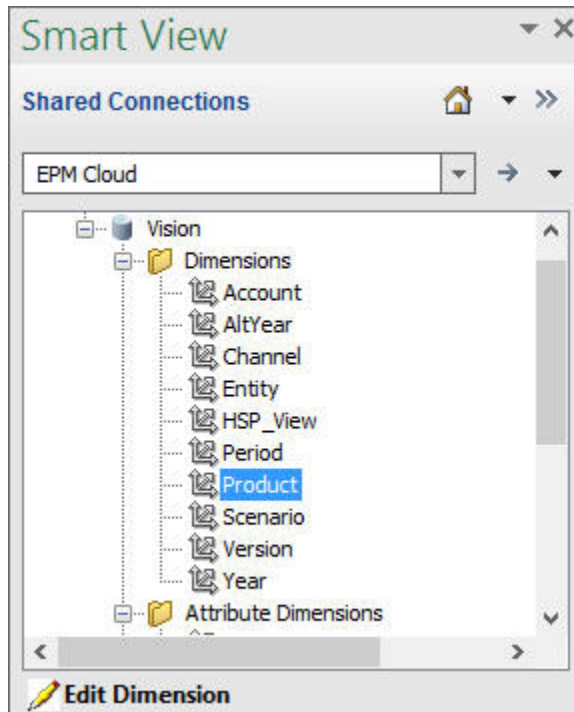 Smart View
Shared Connections
EPM Cloud
Vision
Dimensions
Account
AltYear
Channel
Entity
HSP_View
Period
Product
Scenario
Version
Year
Attribute Dimensions
Edit Dimension